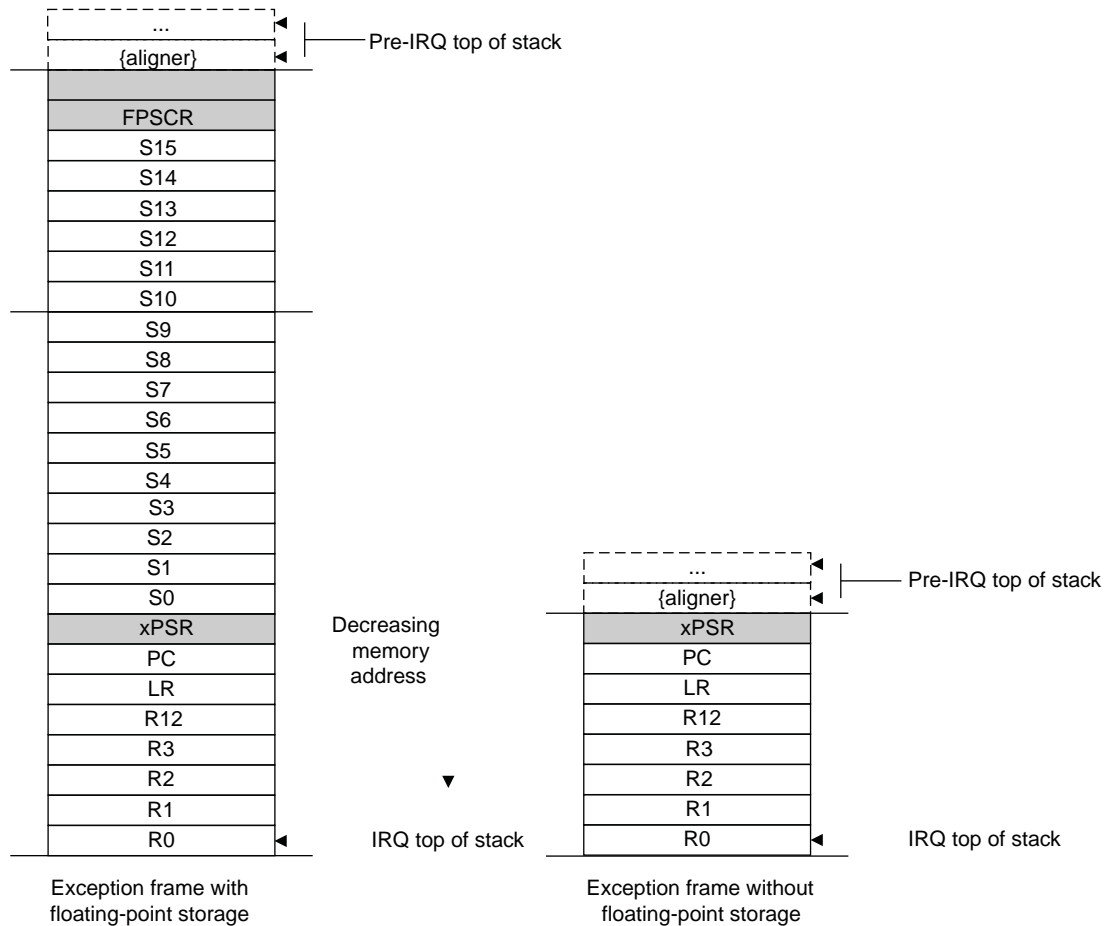 ...
Pre-IRQ top of stack
{aligner}
FPSCR
S15
S14
S13
S12
S11
S10
S9
S8
S7
S6
S5
S4
S3
S2
S1
S0
xPSR
PC
LR
R12
R3
R2
R1
R0
IRQ top of stack
Exception frame with
floating-point storage
Decreasing
memory
address
...
Pre-IRQ top of stack
{aligner}
xPSR
PC
LR
R12
R3
R2
R1
R0
IRQ top of stack
Exception frame without
floating-point storage